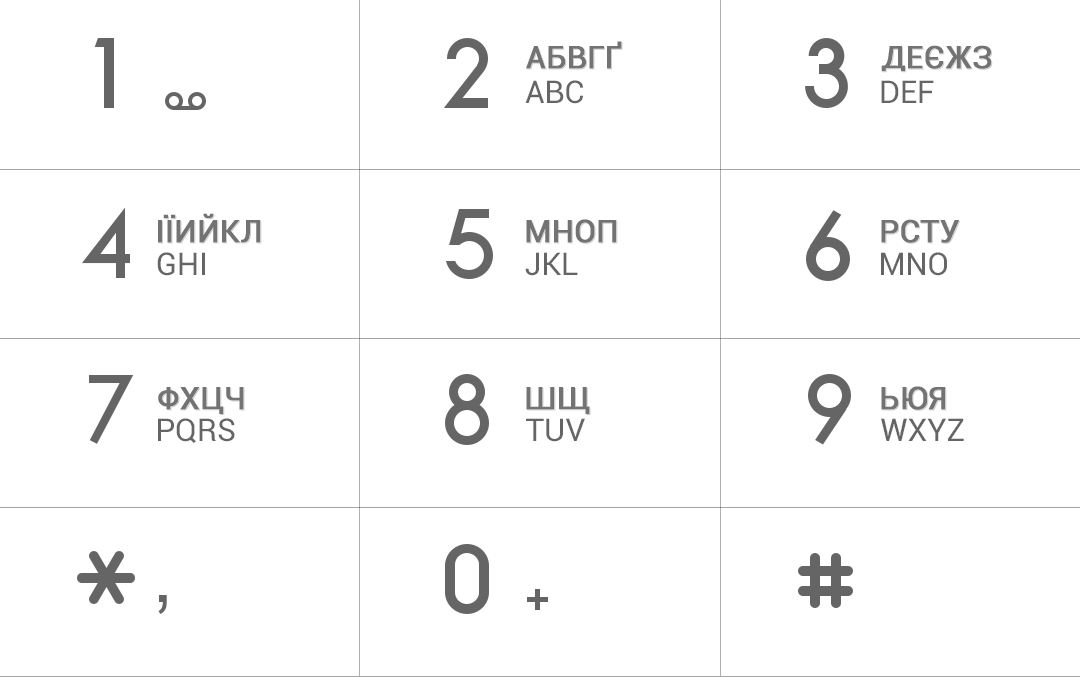 1
2 АБВГҐ
ABC
3 ДЕЄЖЗ
DEF
4 ІЇИЙКЛ
GHI
5 МНОП
JKL
6 РСТУ
MNO
7 ФХЦЧ
PQRS
8 ШЩ
TUV
9 ЬЮЯ
WXYZ
* ,
0 +
#